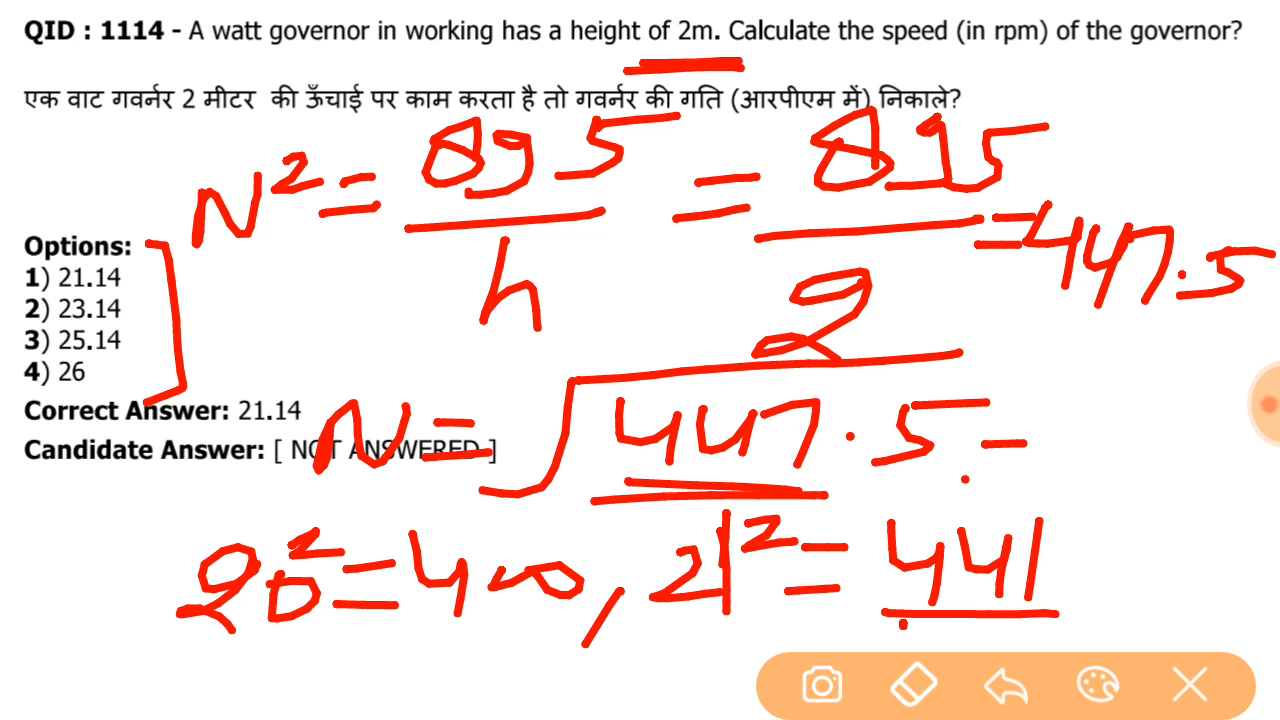 QID : 1114 - A watt governor in working has a height of 2m. Calculate the speed (in rpm) of the governor?
एक वाट गवर्नर 2 मीटर की ऊँचाई पर काम करता है तो गवर्नर की गति (आरपीएम में) निकाले?
N² = 895/h = 895/2 = 447.5
Options:
1) 21.14
2) 23.14
3) 25.14
4) 26
Correct Answer: 21.14
Candidate Answer: [ NOT ANSWERED ]
N = √447.5 =
20² = 400, 21² = 441